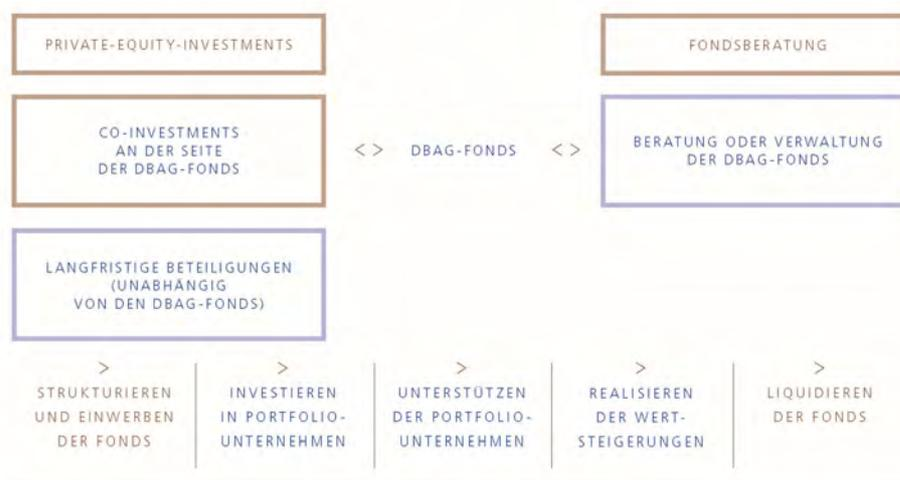 PRIVATE-EQUITY-INVESTMENTS
FONDSBERATUNG
CO-INVESTMENTS
AN DER SEITE
DER DBAG-FONDS
<> DBAG-FONDS <>
BERATUNG ODER VERWALTUNG
DER DBAG-FONDS
LANGFRISTIGE BETEILIGUNGEN
(UNABHÄNGIG
VON DEN DBAG-FONDS)
>
STRUKTURIEREN
UND EINWERBEN
DER FONDS
>
INVESTIEREN
IN PORTFOLIO-
UNTERNEHMEN
>
UNTERSTÜTZEN
DER PORTFOLIO-
UNTERNEHMEN
>
REALISIEREN
DER WERT-
STEIGERUNGEN
>
LIQUIDIEREN
DER FONDS